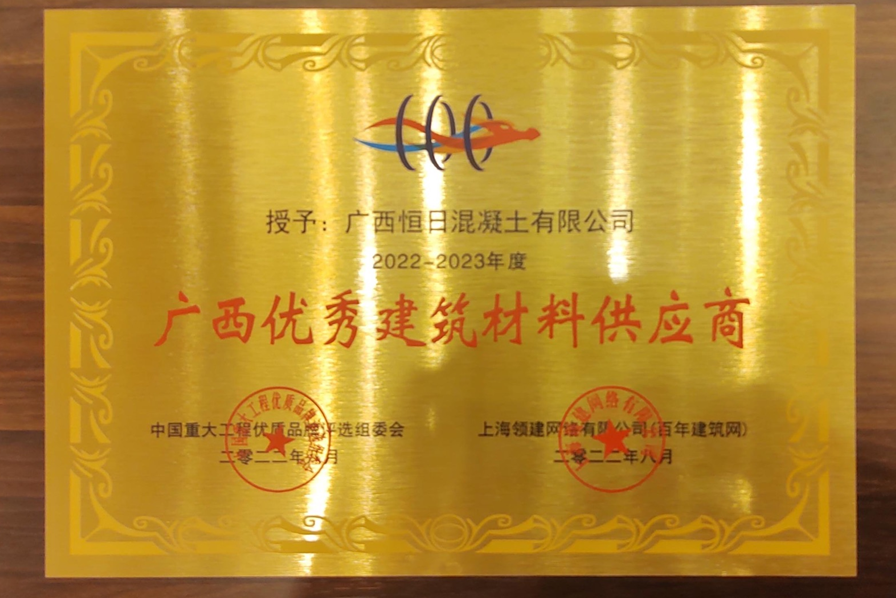 授予：广西恒日混凝土有限公司
2022-2023年度
广西优秀建筑材料供应商
中国重大工程优质品牌评选组委会
二零二二年八月
上海领建网络有限公司(百年建筑网)
二零二二年八月